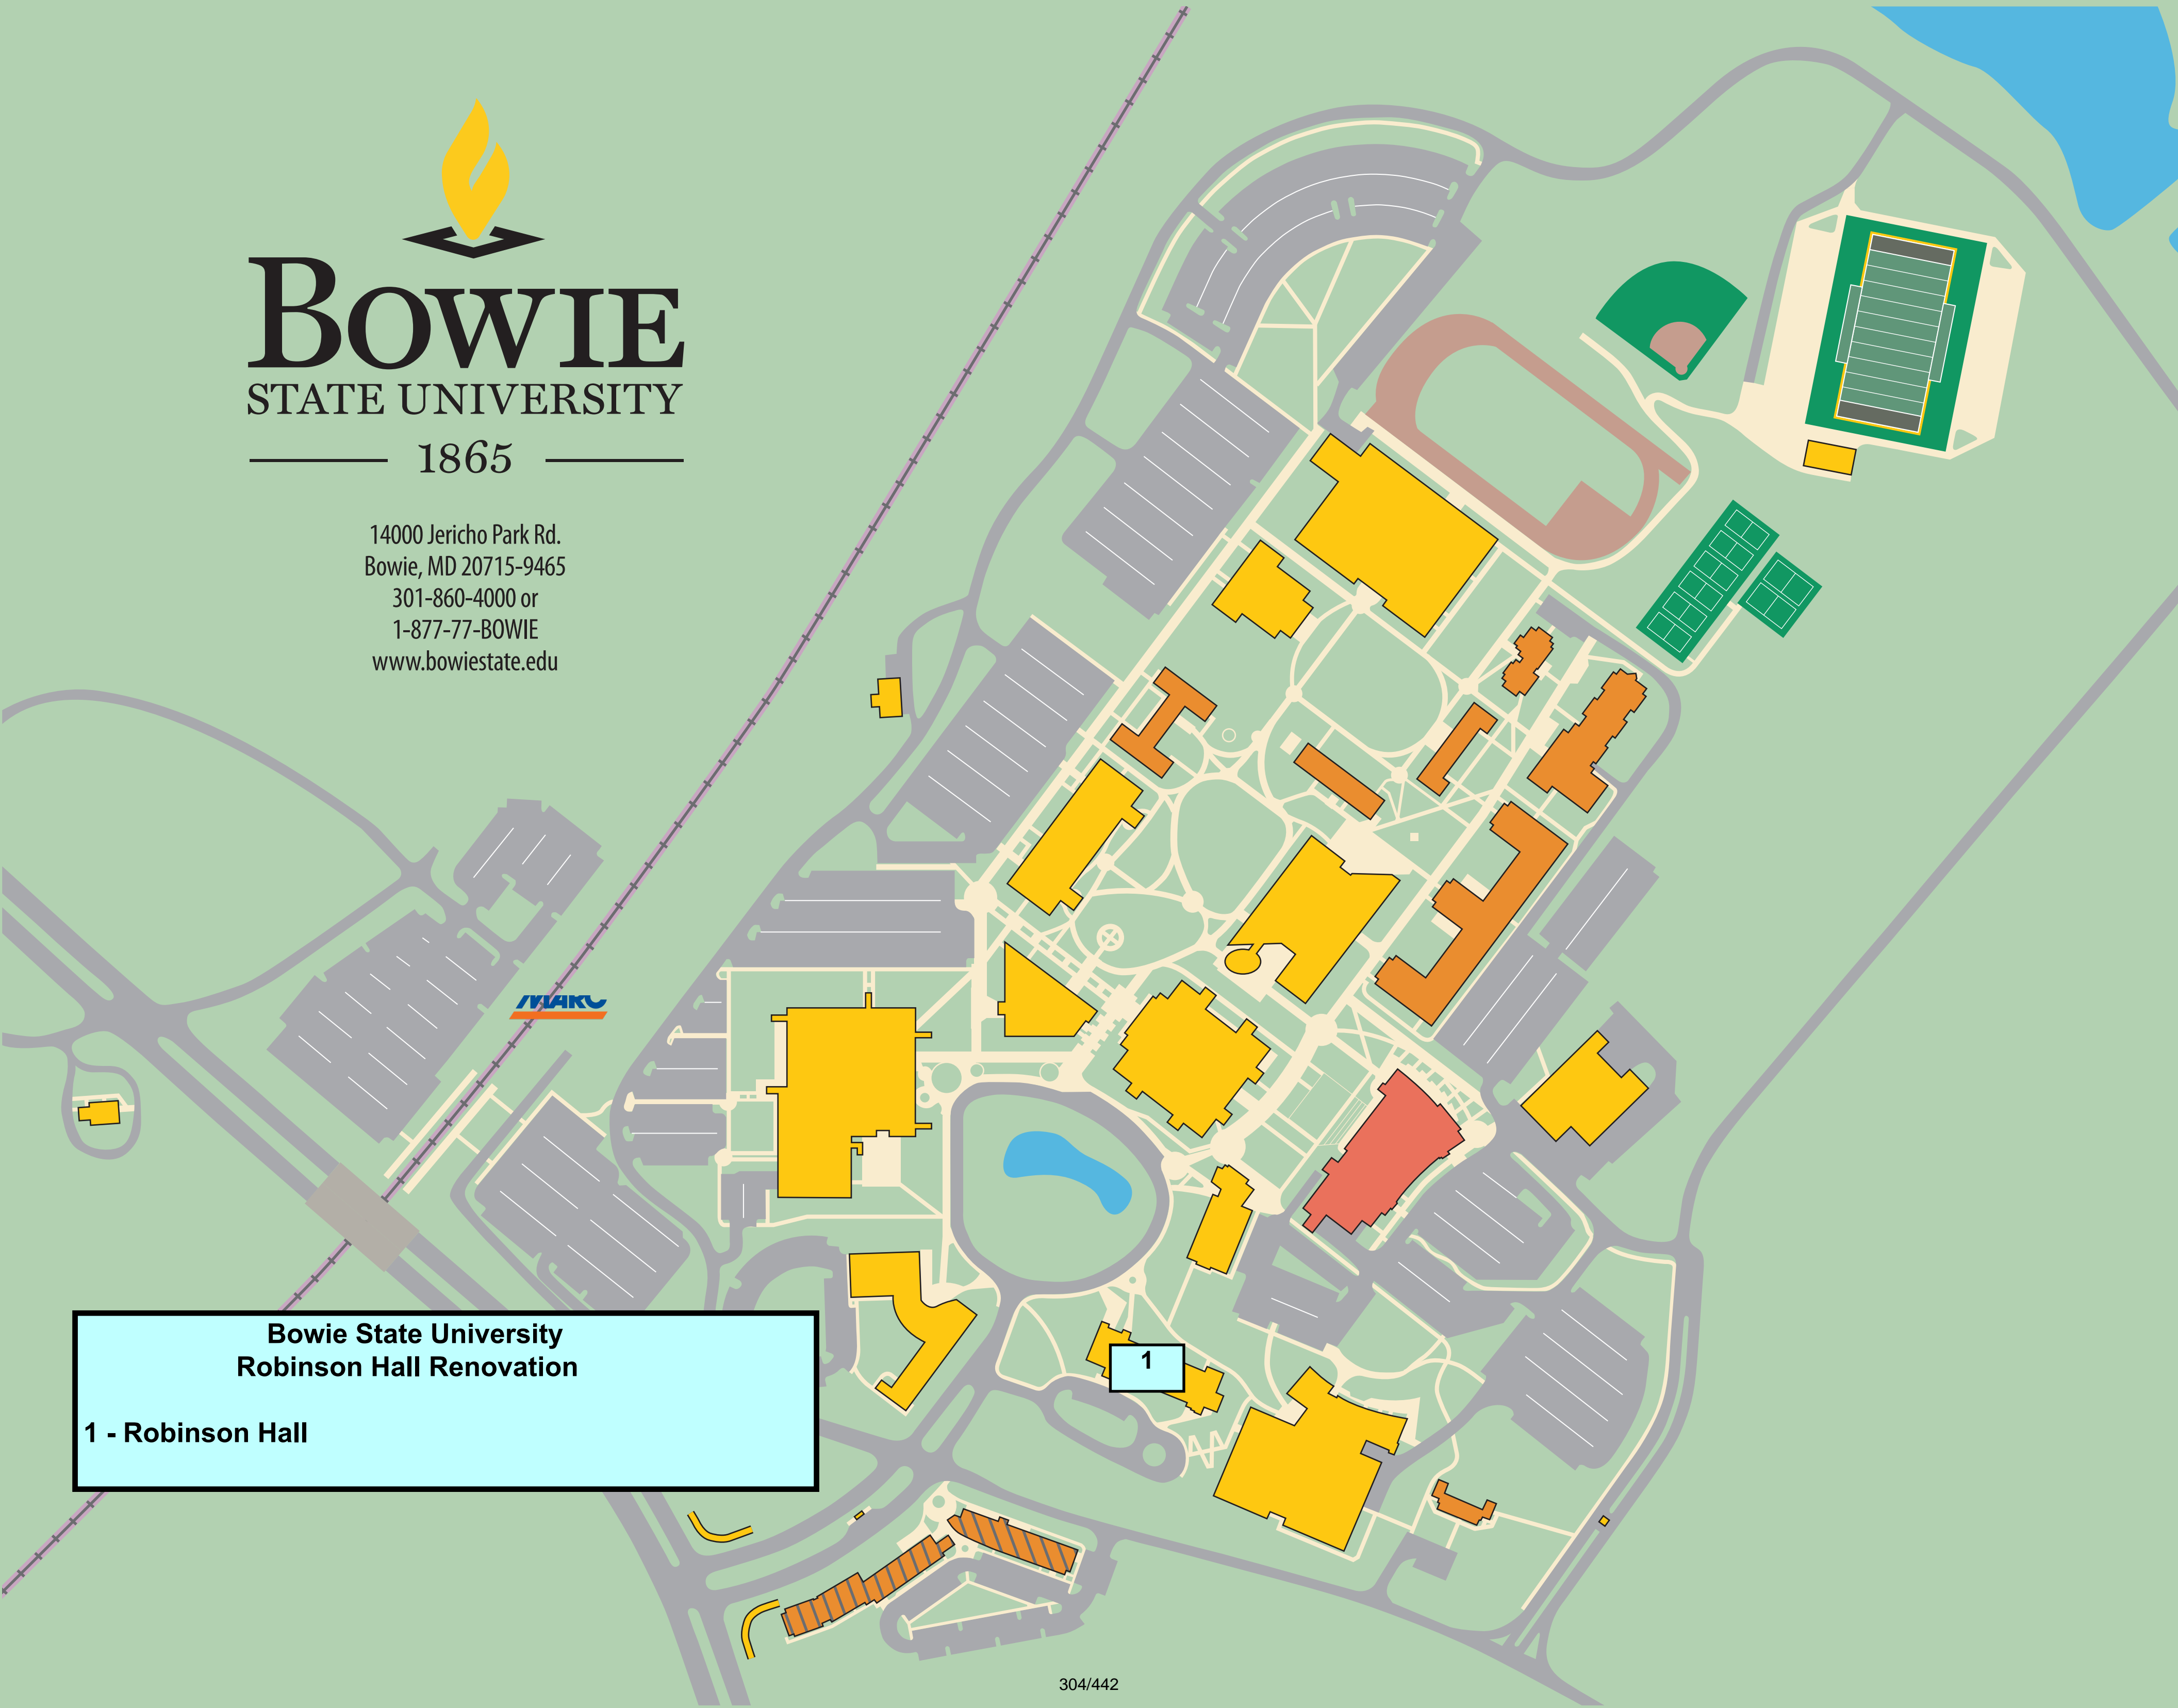 BOWIE
STATE UNIVERSITY
1865
14000 Jericho Park Rd.
Bowie, MD 20715-9465
301-860-4000 or
1-877-77-BOWIE
www.bowiestate.edu
MARC
1
Bowie State University
Robinson Hall Renovation
1 - Robinson Hall
304/442